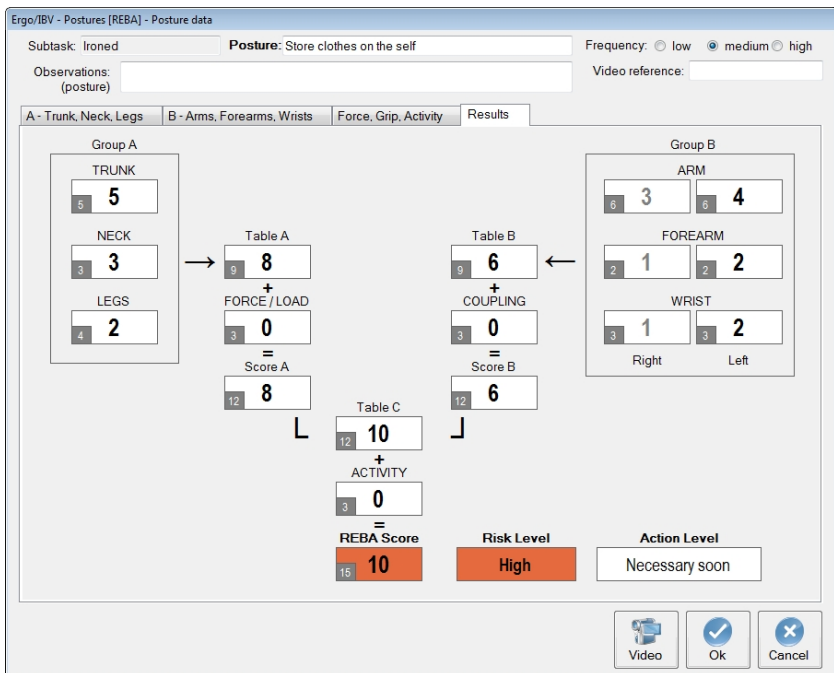 Ergo/IBV - Postures [REBA] - Posture data
Subtask: Ironed Posture: Store clothes on the self Frequency: low medium high
Observations: (posture) Video reference:
A - Trunk, Neck, Legs B - Arms, Forearms, Wrists Force, Grip, Activity Results
Group A Group B
TRUNK ARM
5 5 6 3 6 4
NECK Table A Table B FOREARM
3 3 9 8 9 6 2 1 2 2
+ +
LEGS FORCE / LOAD COUPLING WRIST
4 2 3 0 3 0 3 1 3 2
= = Right Left
Score A Score B
12 8 12 6
Table C
12 10
+
ACTIVITY
3 0
=
REBA Score Risk Level Action Level
15 10 High Necessary soon
Video Ok Cancel